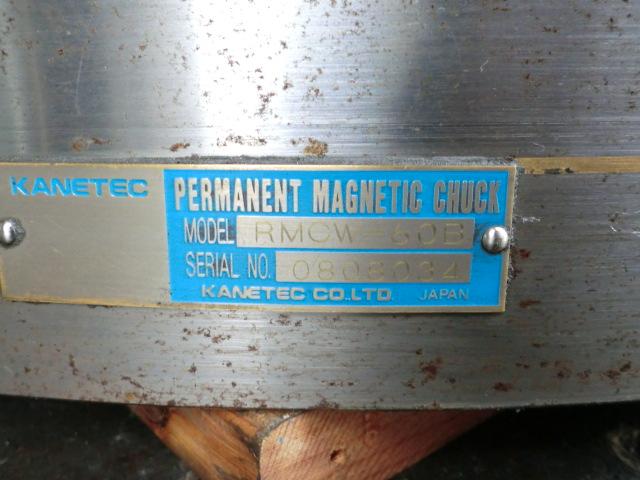 KANETEC
PERMANENT MAGNETIC CHUCK
MODEL RMCW-60B
SERIAL NO. 0808034
KANETEC CO.LTD. JAPAN